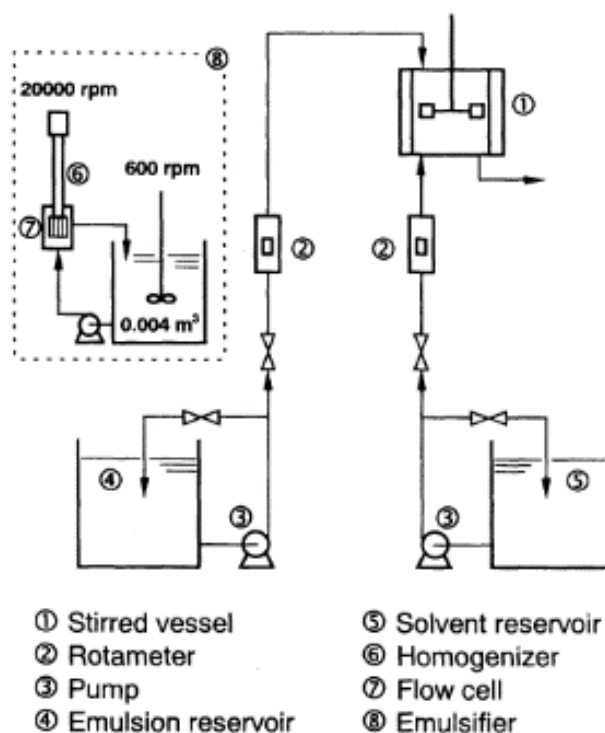 ⑧
20000 rpm
①
600 rpm
⑥
⑦
②
②
0.004 m³
④
⑤
③
③
① Stirred vessel
② Rotameter
③ Pump
④ Emulsion reservoir
⑤ Solvent reservoir
⑥ Homogenizer
⑦ Flow cell
⑧ Emulsifier